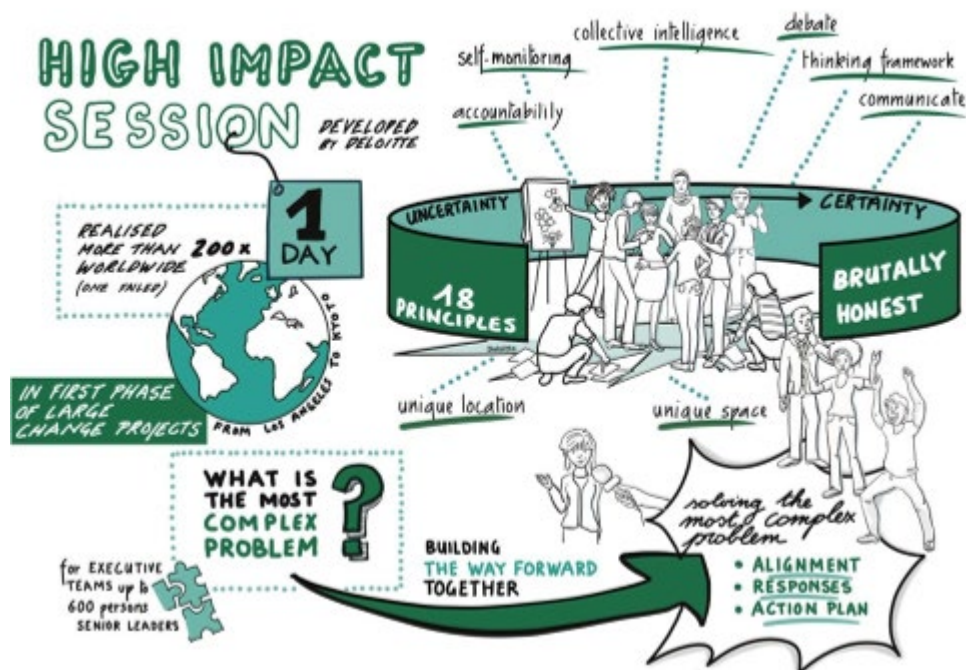 HIGH IMPACT
SESSION
DEVELOPED
BY DELOITTE
1
DAY
REALISED
MORE THAN 200x
WORLDWIDE
(ONE FAILED)
FROM LOS ANGELES TO KYOTO
IN FIRST PHASE
OF LARGE
CHANGE PROJECTS
self-monitoring
accountability
collective intelligence
debate
thinking framework
communicate
UNCERTAINTY
CERTAINTY
18
PRINCIPLES
BRUTALLY
HONEST
Deloitte
unique location
unique space
WHAT IS
THE MOST
COMPLEX
PROBLEM
?
for EXECUTIVE
TEAMS up to
600 persons
SENIOR LEADERS
BUILDING
THE WAY FORWARD
TOGETHER
solving the
most complex
problem
• ALIGNMENT
• RESPONSES
• ACTION PLAN